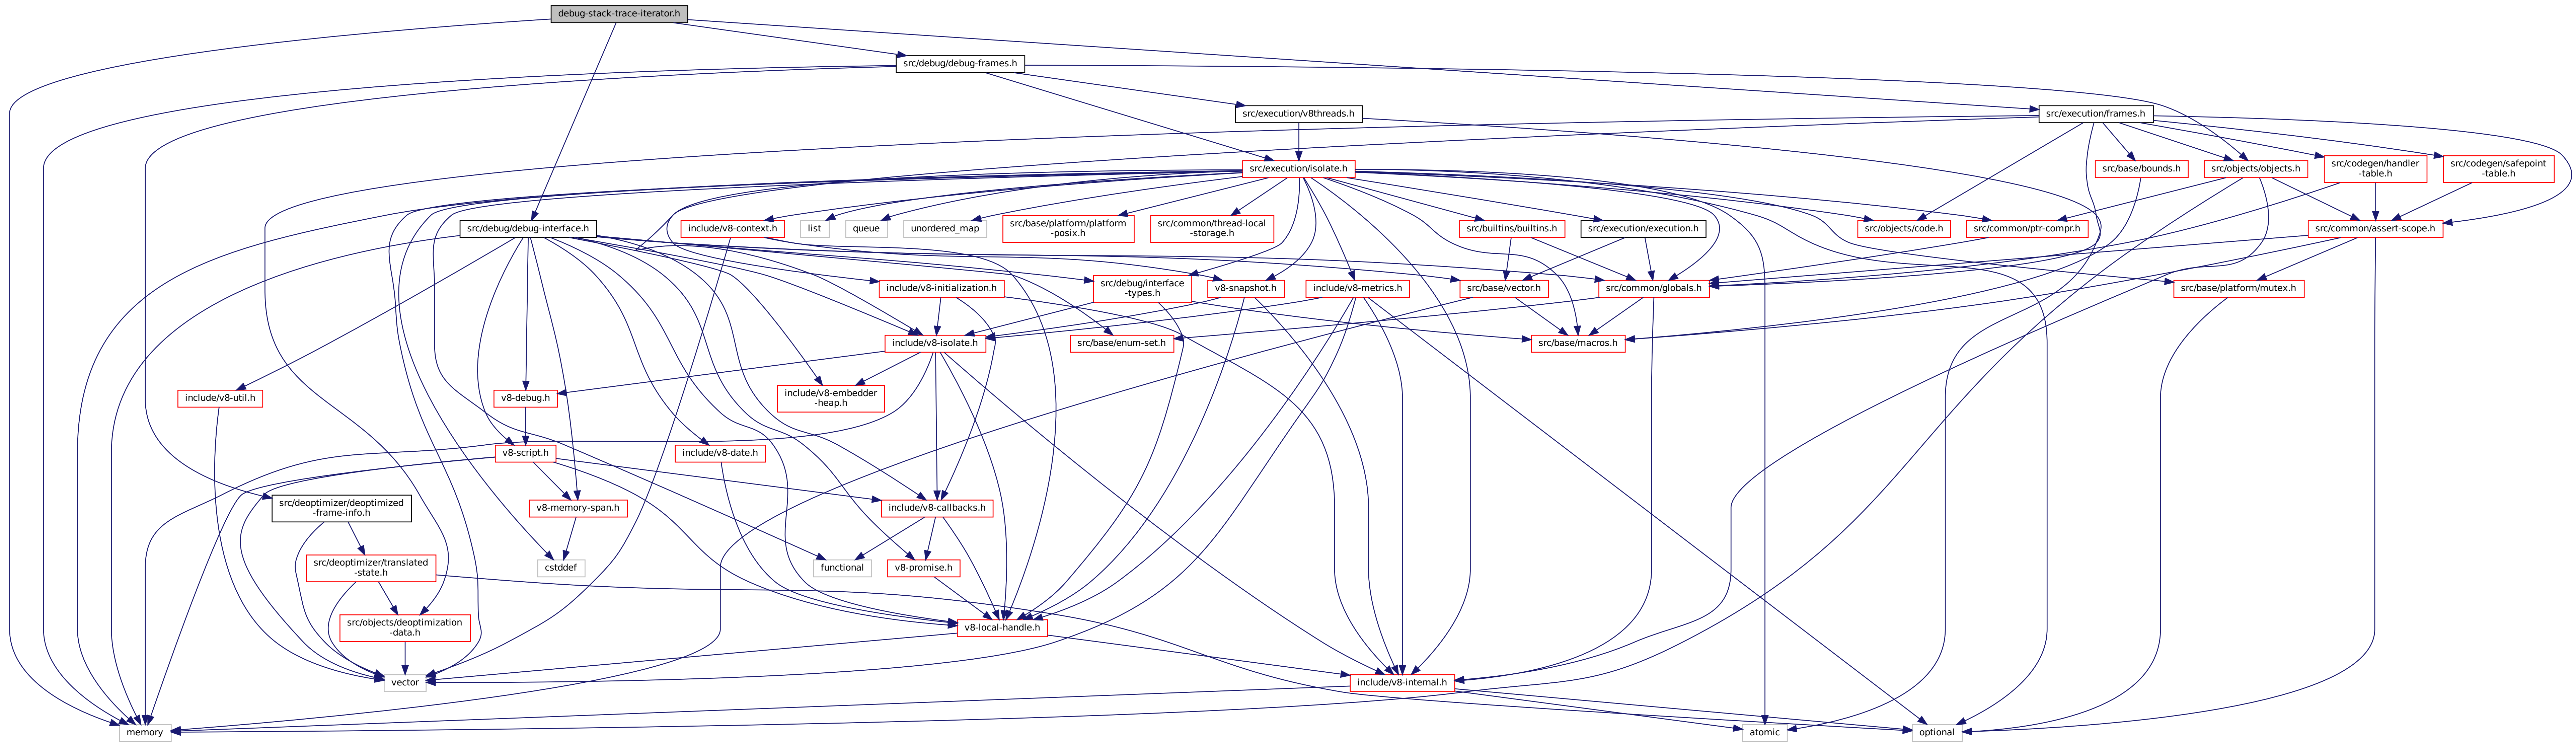 debug-stack-trace-iterator.h
src/debug/debug-frames.h
src/execution/v8threads.h
src/execution/frames.h
src/execution/isolate.h
src/base/bounds.h
src/objects/objects.h
src/codegen/handler
-table.h
src/codegen/safepoint
-table.h
src/debug/debug-interface.h
include/v8-context.h
list
queue
unordered_map
src/base/platform/platform
-posix.h
src/common/thread-local
-storage.h
src/builtins/builtins.h
src/execution/execution.h
src/objects/code.h
src/common/ptr-compr.h
src/common/assert-scope.h
include/v8-initialization.h
src/debug/interface
-types.h
v8-snapshot.h
include/v8-metrics.h
src/base/vector.h
src/common/globals.h
src/base/platform/mutex.h
include/v8-isolate.h
src/base/enum-set.h
src/base/macros.h
include/v8-util.h
v8-debug.h
include/v8-embedder
-heap.h
v8-script.h
include/v8-date.h
src/deoptimizer/deoptimized
-frame-info.h
v8-memory-span.h
include/v8-callbacks.h
src/deoptimizer/translated
-state.h
cstddef
functional
v8-promise.h
src/objects/deoptimization
-data.h
v8-local-handle.h
vector
include/v8-internal.h
memory
atomic
optional